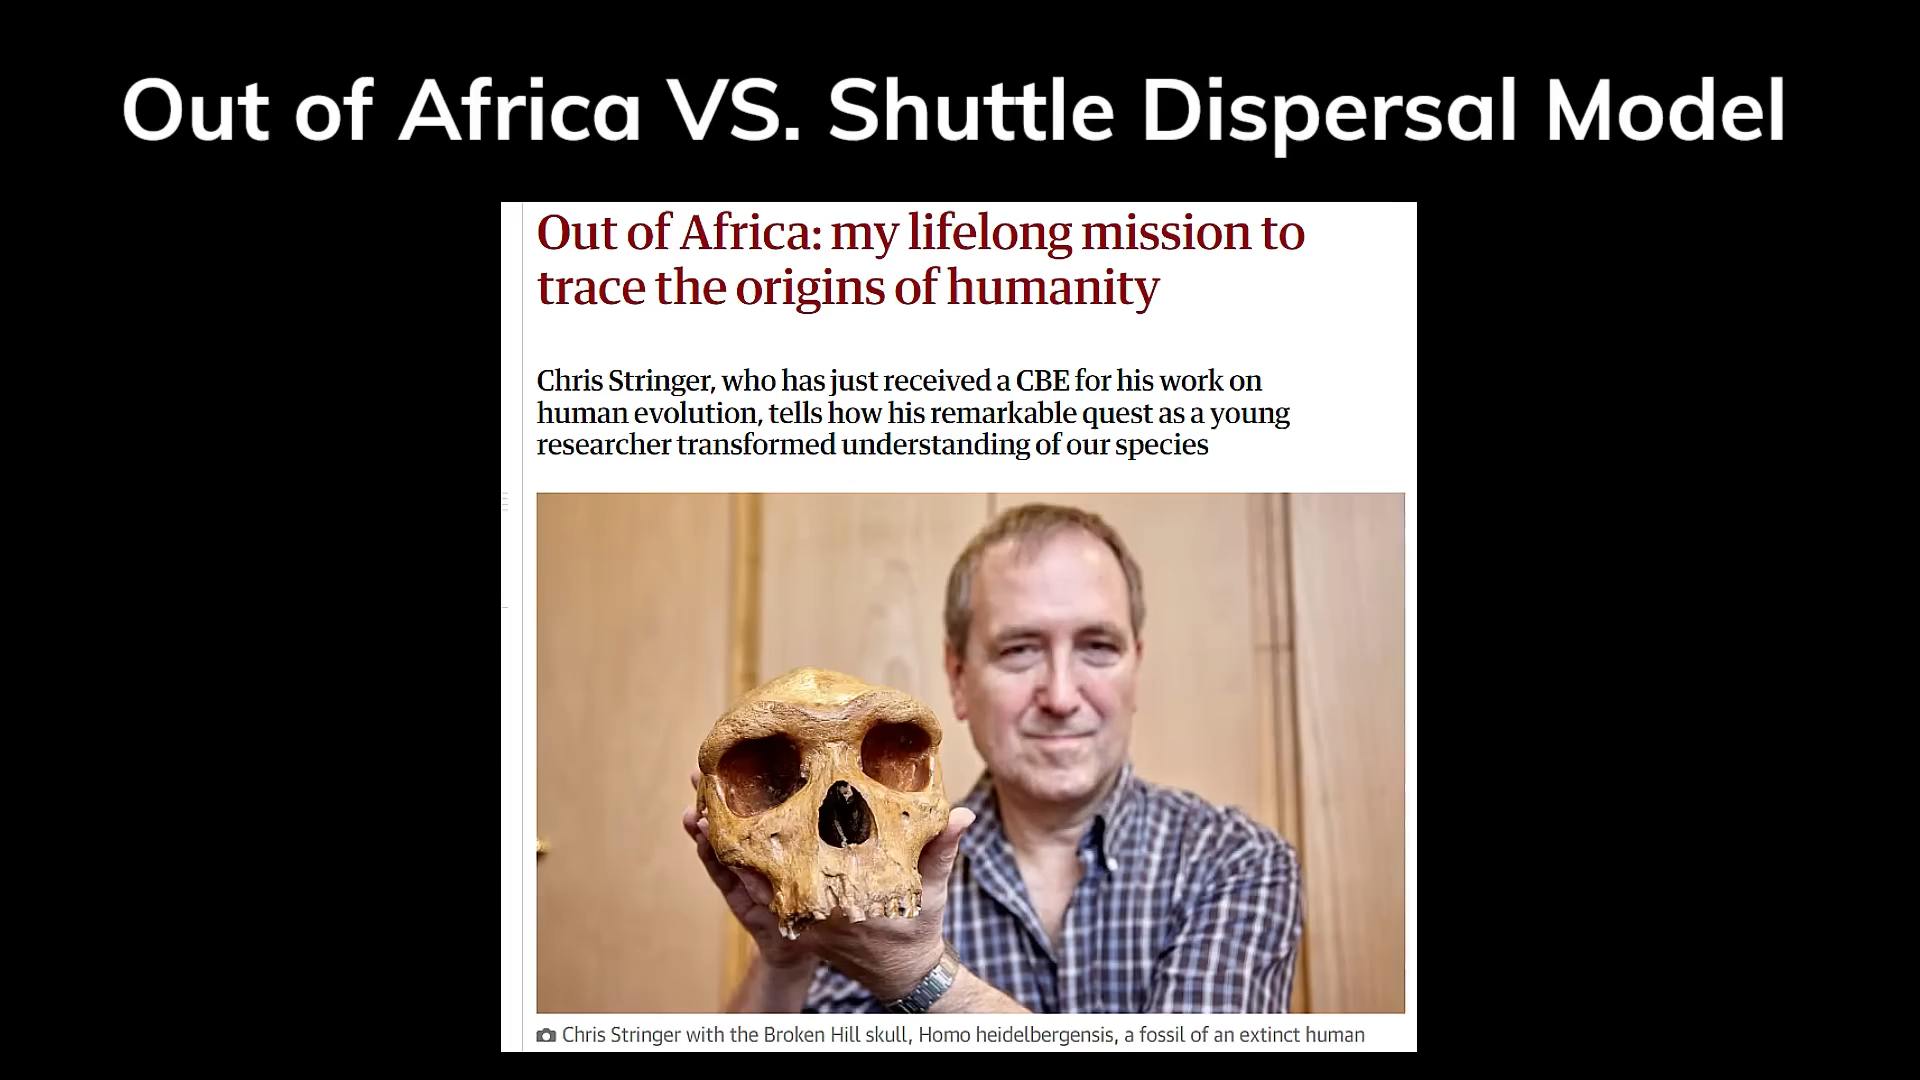 Out of Africa VS. Shuttle Dispersal Model
Out of Africa: my lifelong mission to
trace the origins of humanity
Chris Stringer, who has just received a CBE for his work on
human evolution, tells how his remarkable quest as a young
researcher transformed understanding of our species
Chris Stringer with the Broken Hill skull, Homo heidelbergensis, a fossil of an extinct human